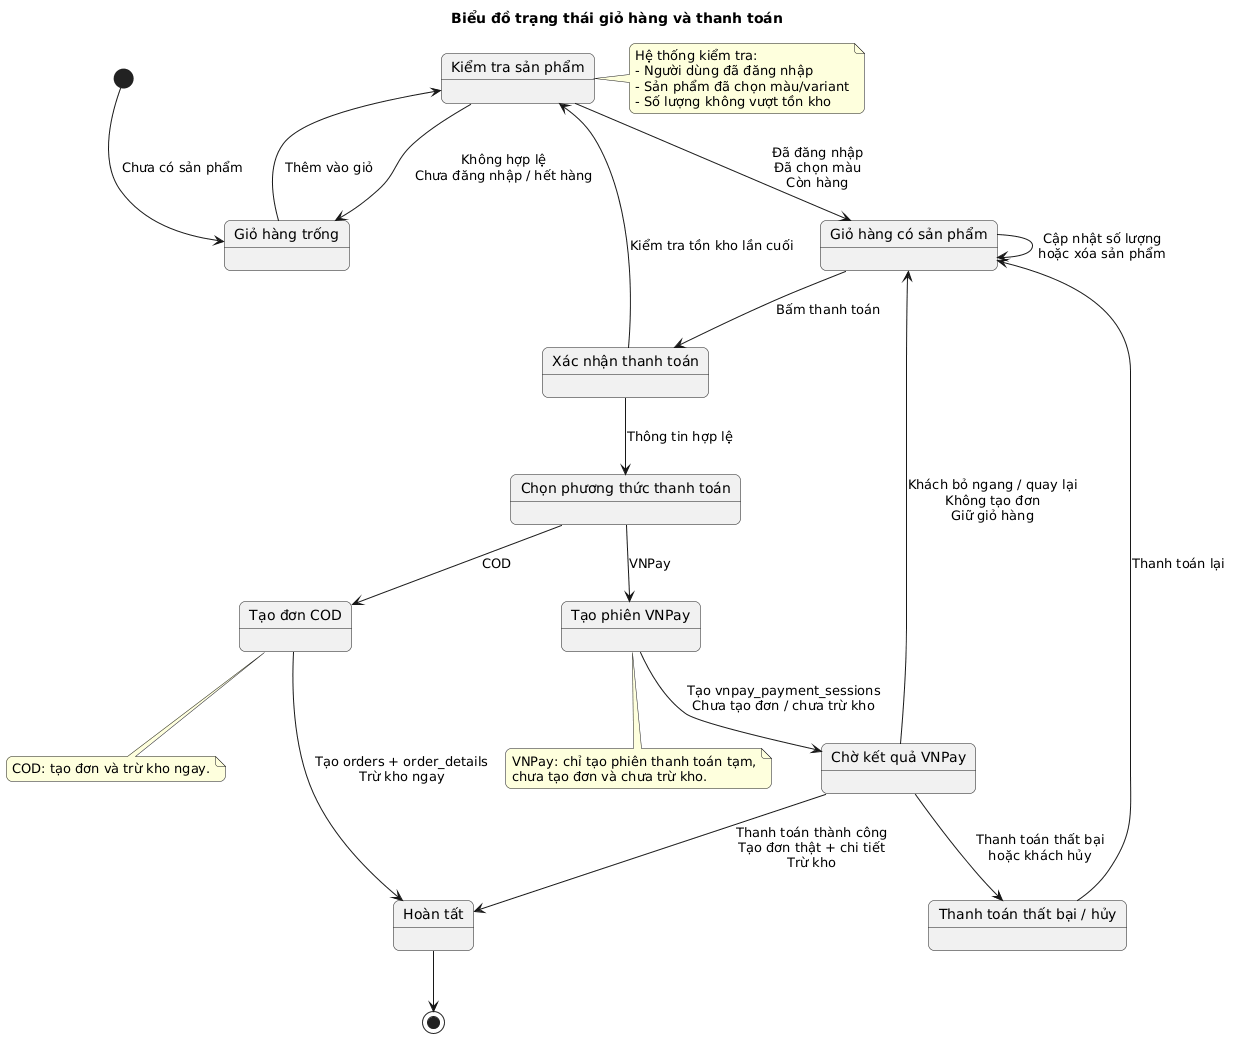 Biểu đồ trạng thái giỏ hàng và thanh toán
Kiểm tra sản phẩm
Hệ thống kiểm tra:
- Người dùng đã đăng nhập
- Sản phẩm đã chọn màu/variant
- Số lượng không vượt tồn kho
Chưa có sản phẩm
Thêm vào giỏ
Không hợp lệ
Chưa đăng nhập / hết hàng
Đã đăng nhập
Đã chọn màu
Còn hàng
Giỏ hàng trống
Kiểm tra tồn kho lần cuối
Giỏ hàng có sản phẩm
Cập nhật số lượng
hoặc xóa sản phẩm
Bấm thanh toán
Xác nhận thanh toán
Thông tin hợp lệ
Chọn phương thức thanh toán
Khách bỏ ngang / quay lại
Không tạo đơn
Giữ giỏ hàng
COD
VNPay
Thanh toán lại
Tạo đơn COD
Tạo phiên VNPay
Tạo vnpay_payment_sessions
Chưa tạo đơn / chưa trừ kho
COD: tạo đơn và trừ kho ngay.
Tạo orders + order_details
Trừ kho ngay
VNPay: chỉ tạo phiên thanh toán tạm,
chưa tạo đơn và chưa trừ kho.
Chờ kết quả VNPay
Thanh toán thành công
Tạo đơn thật + chi tiết
Trừ kho
Thanh toán thất bại
hoặc khách hủy
Hoàn tất
Thanh toán thất bại / hủy